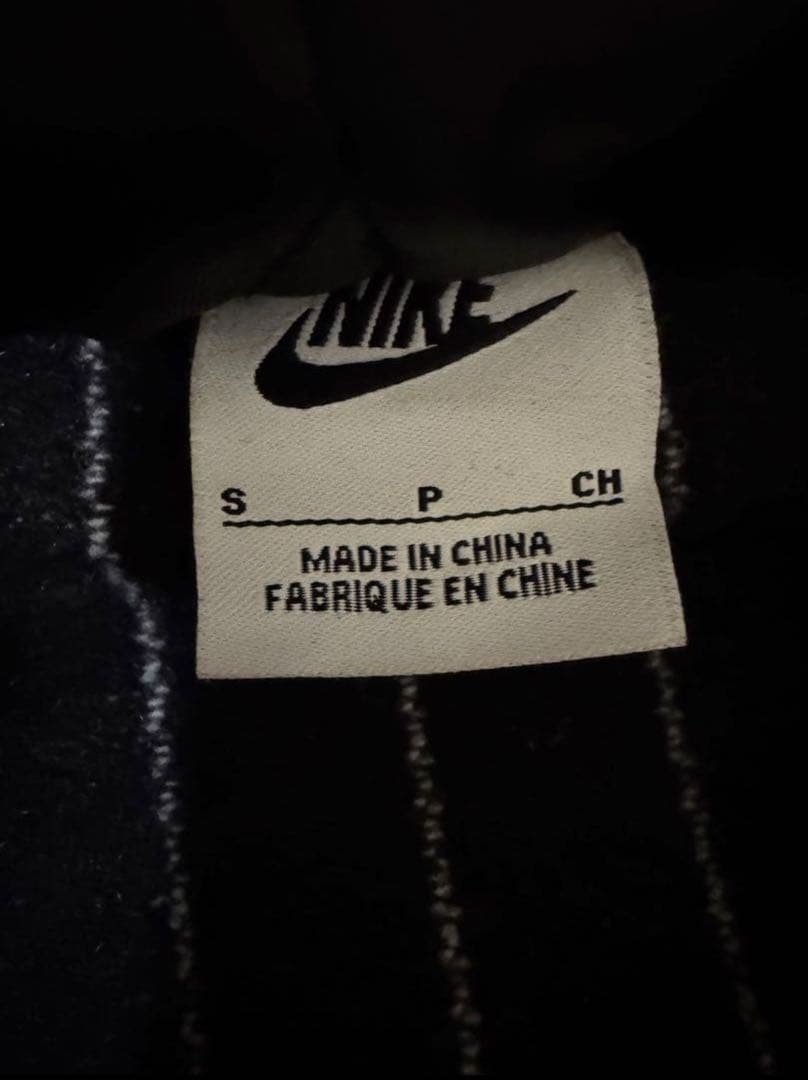 NIKE
S P CH
MADE IN CHINA
FABRIQUE EN CHINE